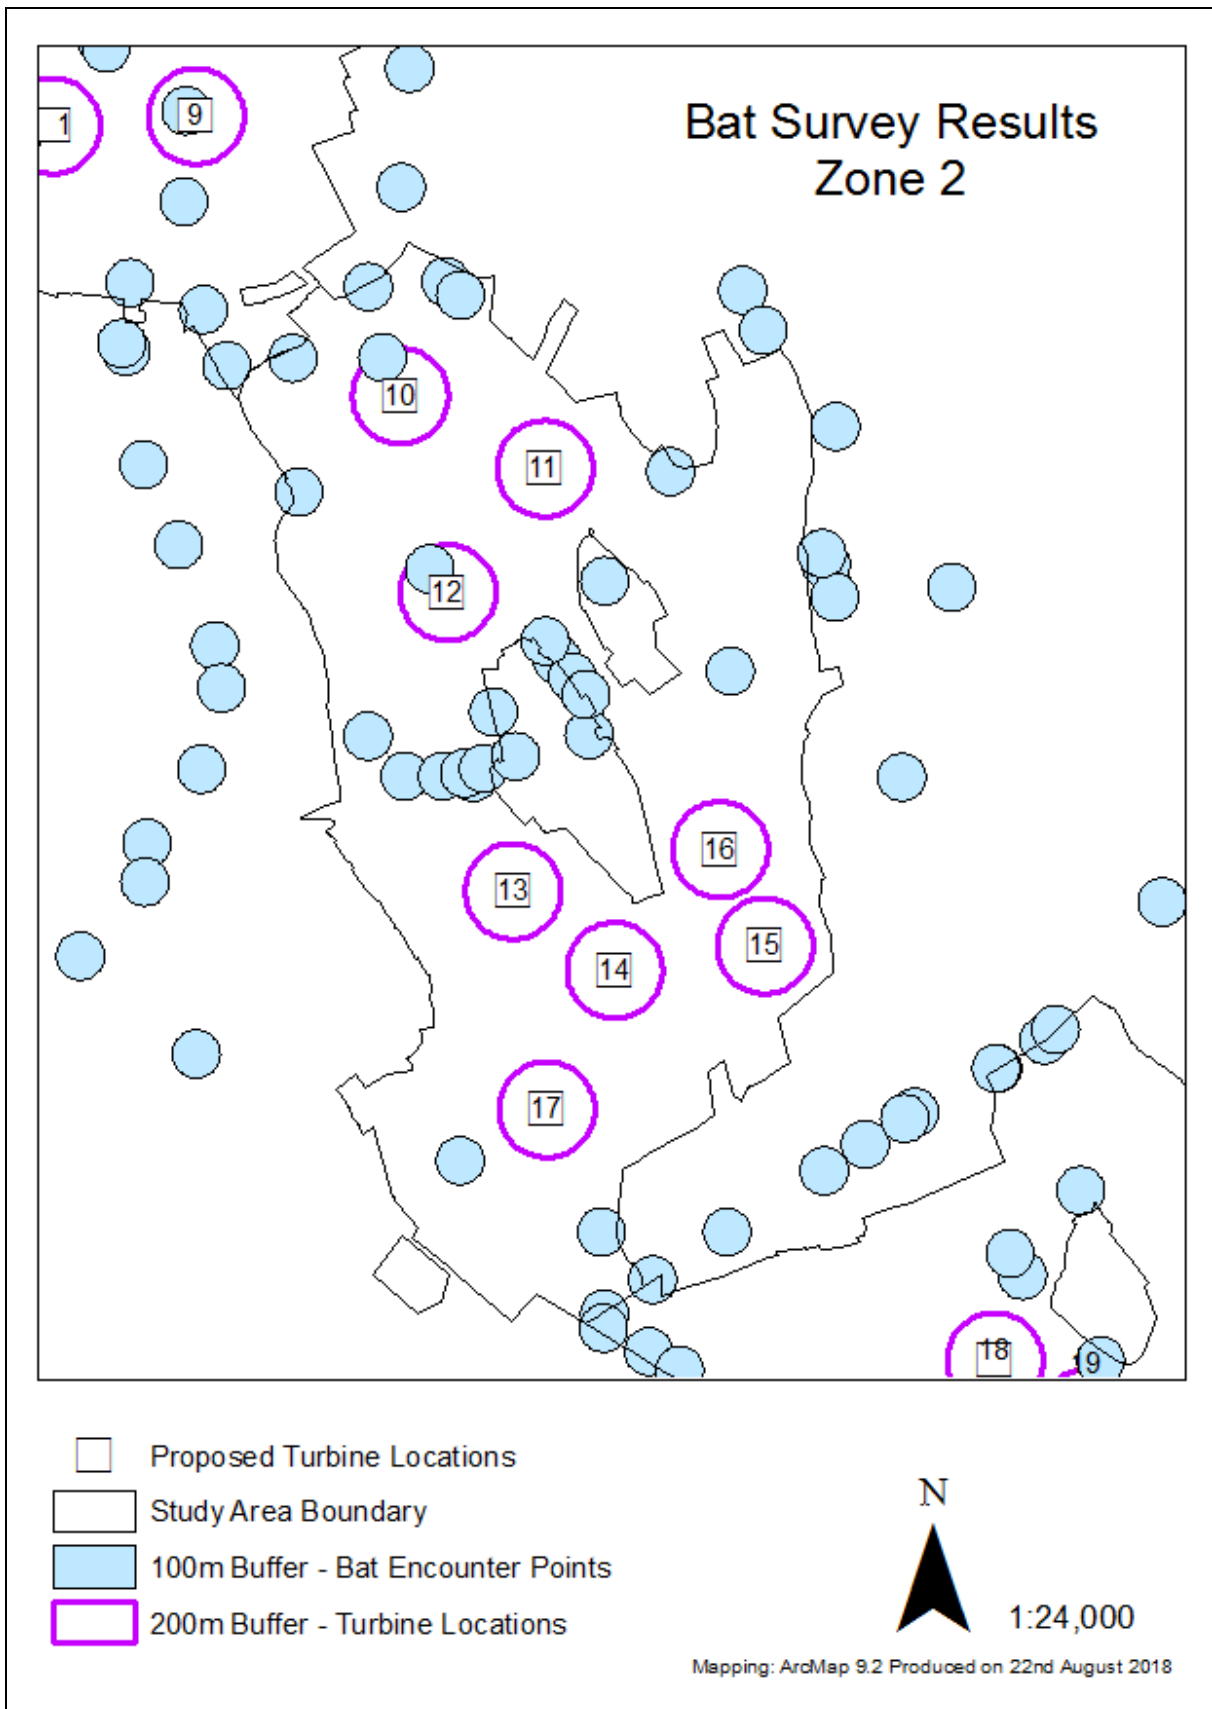 Bat Survey Results
Zone 2
1
9
10
11
12
16
13
15
14
17
18
9
Proposed Turbine Locations
Study Area Boundary
100m Buffer - Bat Encounter Points
200m Buffer - Turbine Locations
N
1:24,000
Mapping: ArcMap 9.2 Produced on 22nd August 2018